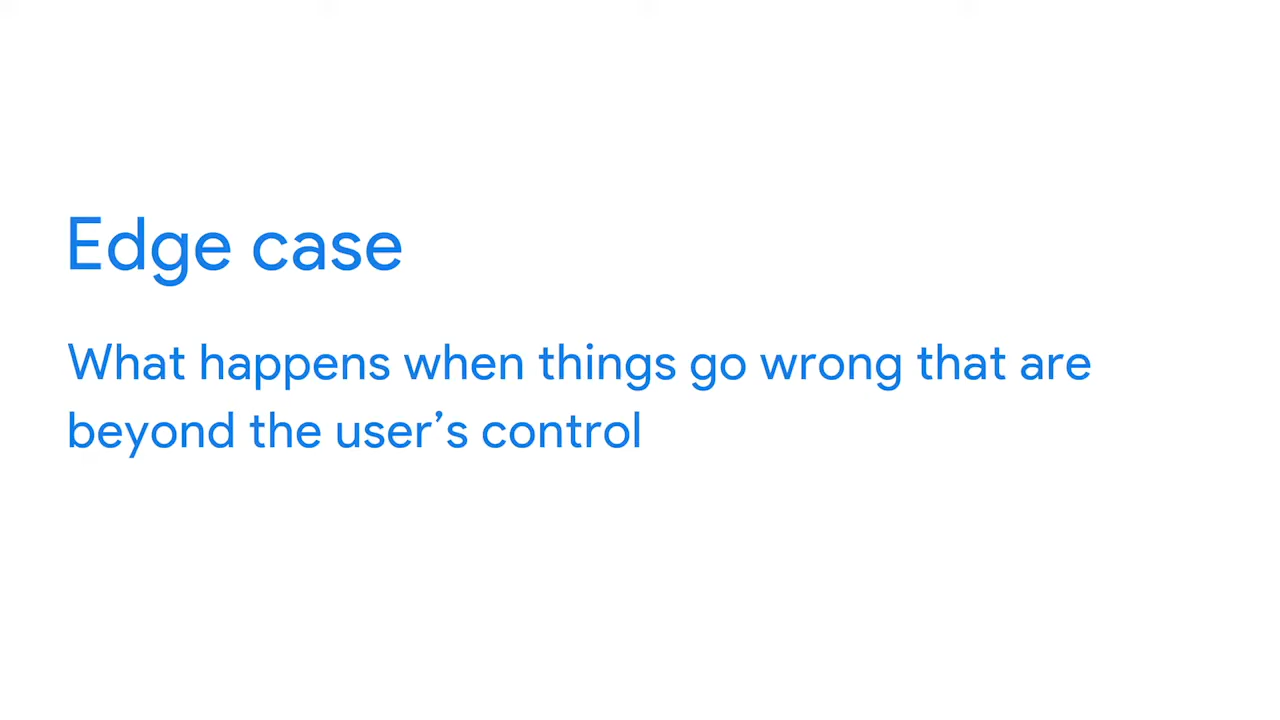 Edge case
What happens when things go wrong that are
beyond the user’s control